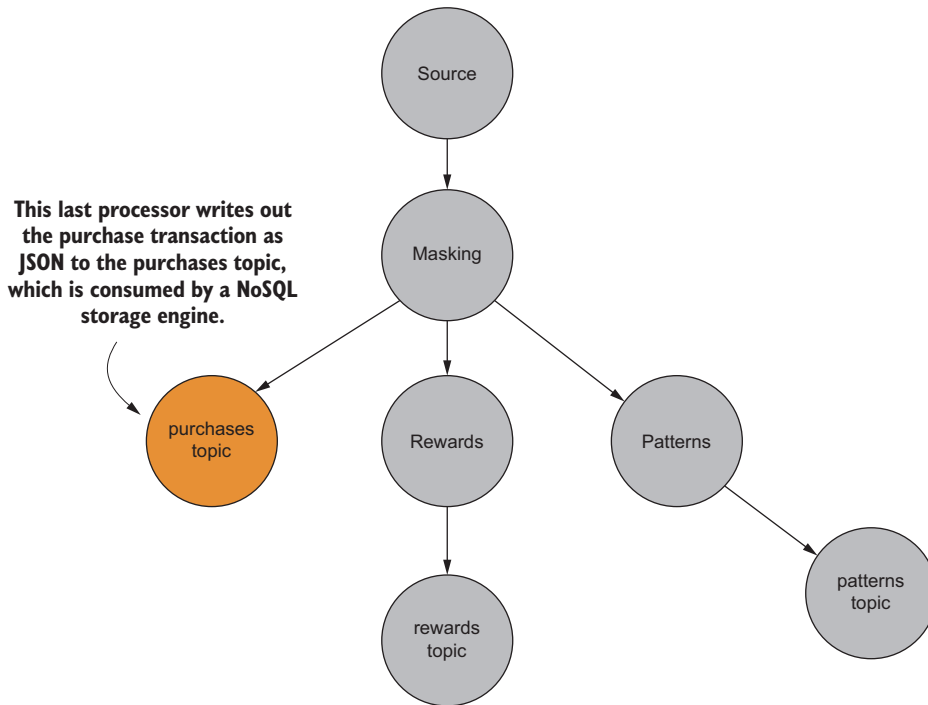 Source
Masking
This last processor writes out
the purchase transaction as
JSON to the purchases topic,
which is consumed by a NoSQL
storage engine.
purchases
topic
Rewards
Patterns
rewards
topic
patterns
topic